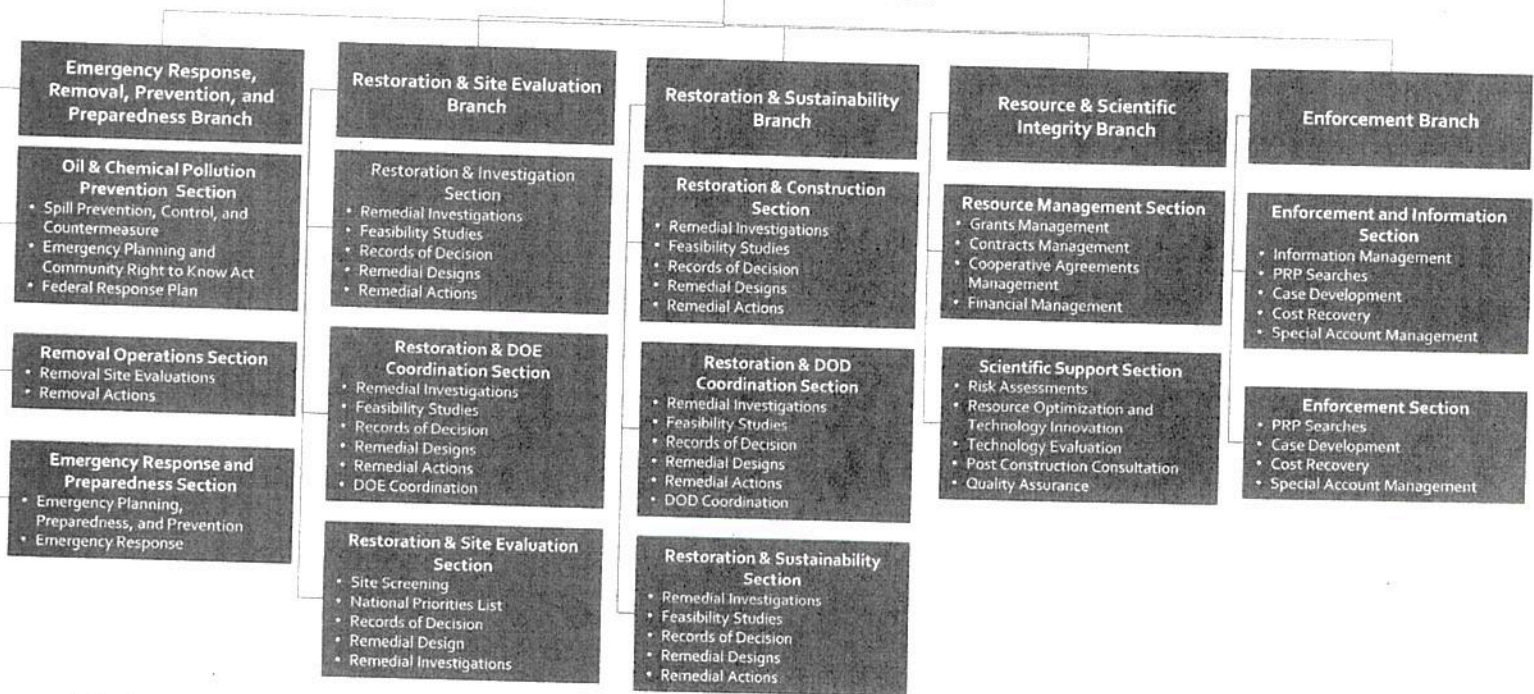 Emergency Response,
Removal, Prevention, and
Preparedness Branch
Oil & Chemical Pollution
Prevention Section
• Spill Prevention, Control, and
Countermeasure
• Emergency Planning and
Community Right to Know Act
• Federal Response Plan
Removal Operations Section
• Removal Site Evaluations
• Removal Actions
Emergency Response and
Preparedness Section
• Emergency Planning,
Preparedness, and Prevention
• Emergency Response
Restoration & Site Evaluation
Branch
Restoration & Investigation
Section
• Remedial Investigations
• Feasibility Studies
• Records of Decision
• Remedial Designs
• Remedial Actions
Restoration & DOE
Coordination Section
• Remedial Investigations
• Feasibility Studies
• Records of Decision
• Remedial Designs
• Remedial Actions
• DOE Coordination
Restoration & Site Evaluation
Section
• Site Screening
• National Priorities List
• Records of Decision
• Remedial Design
• Remedial Investigations
Restoration & Sustainability
Branch
Restoration & Construction
Section
• Remedial Investigations
• Feasibility Studies
• Records of Decision
• Remedial Designs
• Remedial Actions
Restoration & DOD
Coordination Section
• Remedial Investigations
• Feasibility Studies
• Records of Decision
• Remedial Designs
• Remedial Actions
• DOD Coordination
Restoration & Sustainability
Section
• Remedial Investigations
• Feasibility Studies
• Records of Decision
• Remedial Designs
• Remedial Actions
Resource & Scientific
Integrity Branch
Resource Management Section
• Grants Management
• Contracts Management
• Cooperative Agreements
Management
• Financial Management
Scientific Support Section
• Risk Assessments
• Resource Optimization and
Technology Innovation
• Technology Evaluation
• Post Construction Consultation
• Quality Assurance
Enforcement Branch
Enforcement and Information
Section
• Information Management
• PRP Searches
• Case Development
• Cost Recovery
• Special Account Management
Enforcement Section
• PRP Searches
• Case Development
• Cost Recovery
• Special Account Management